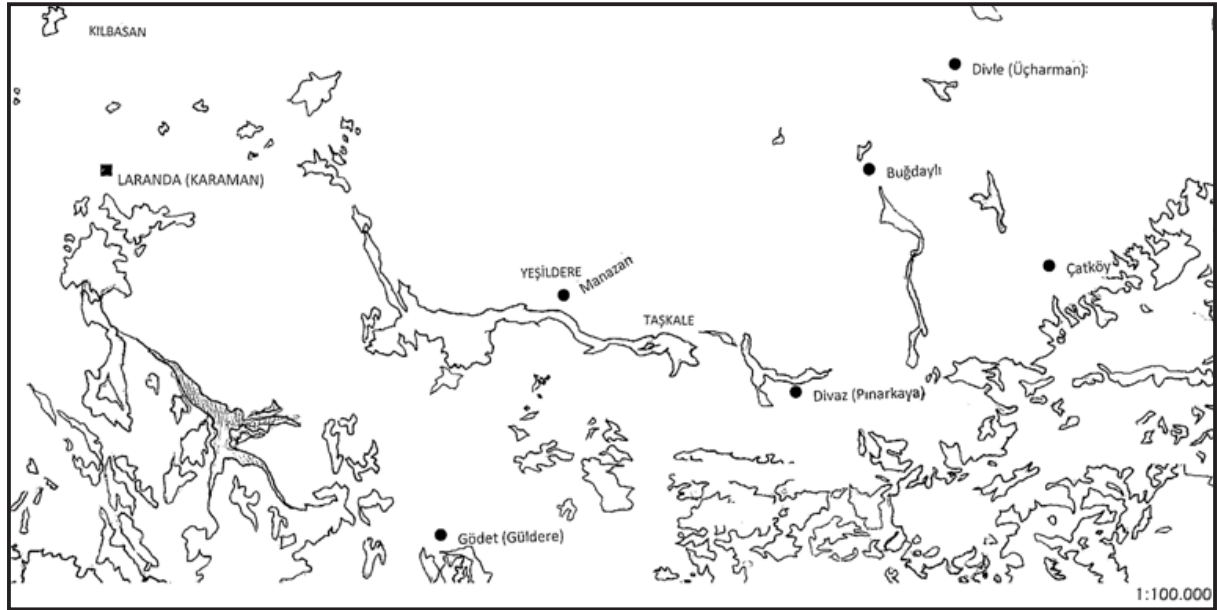 KILBASAN
Divle (Üçharman)
LARANDA (KARAMAN)
Buğdaylı
YEŞİLDERE
Manazan
Çatköy
TAŞKALE
Divaz (Pınarkaya)
Gödet (Güldere)
1:100.000